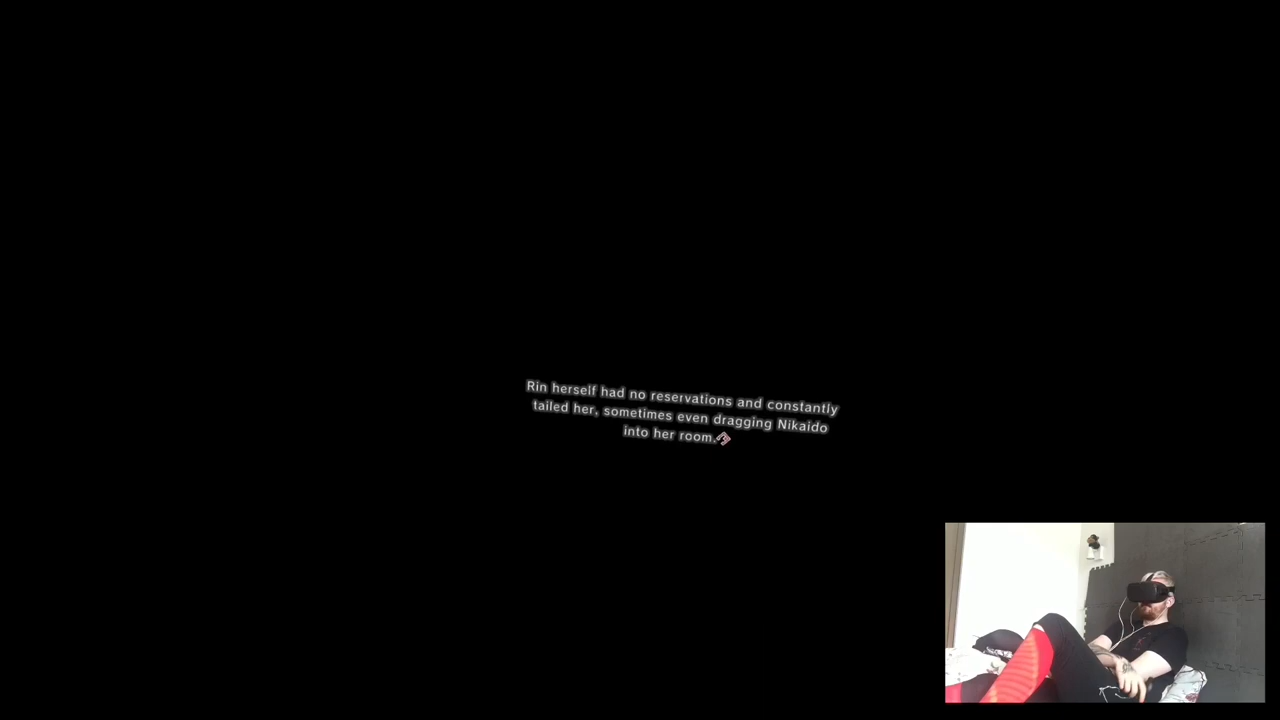 Rin herself had no reservations and constantly
tailed her, sometimes even dragging Nikaido
into her room.